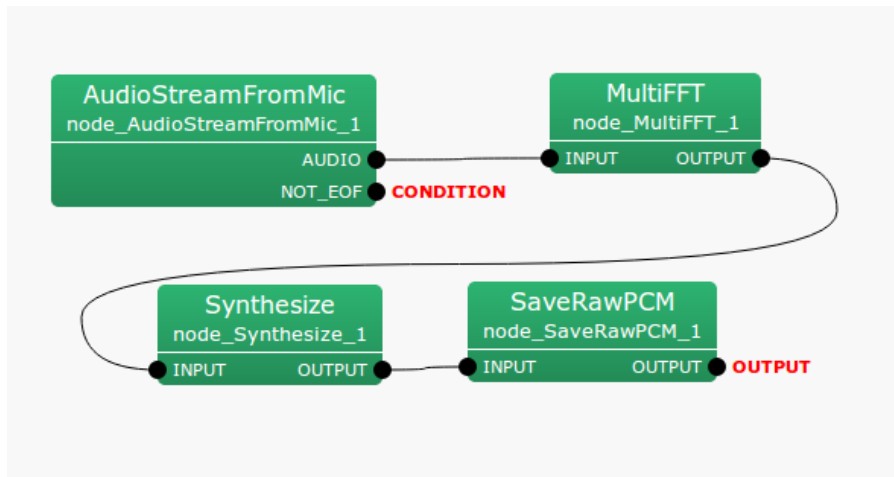 AudioStreamFromMic
node_AudioStreamFromMic_1
AUDIO
NOT_EOF CONDITION
MultiFFT
node_MultiFFT_1
INPUT OUTPUT
Synthesize
node_Synthesize_1
INPUT OUTPUT
SaveRawPCM
node_SaveRawPCM_1
INPUT OUTPUT OUTPUT